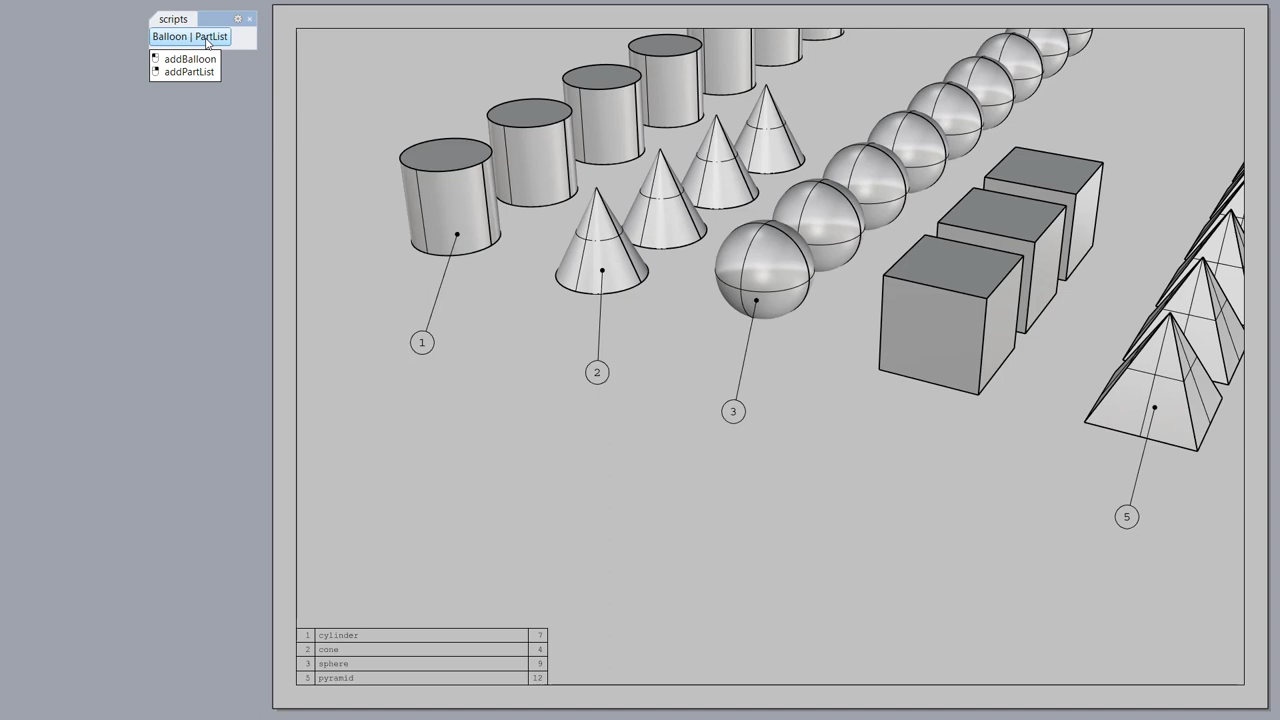 scripts
Balloon | PartList
addBalloon
addPartList
1
2
3
5
1 cylinder 7
2 cone 4
3 sphere 9
5 pyramid 12